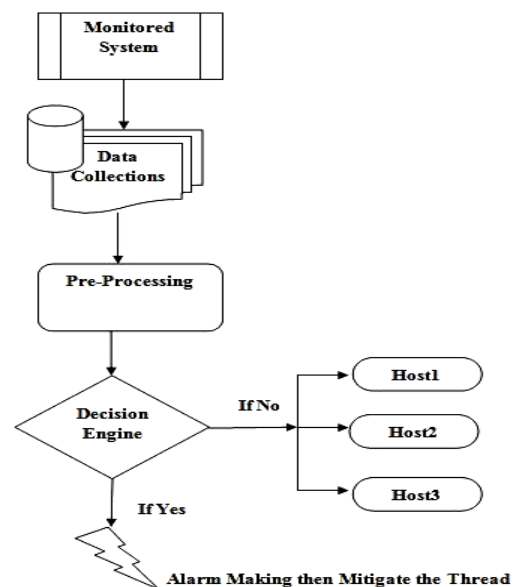 Monitored
System
Data
Collections
Pre-Processing
Decision
Engine
If No
Host1
Host2
Host3
If Yes
Alarm Making then Mitigate the Thread